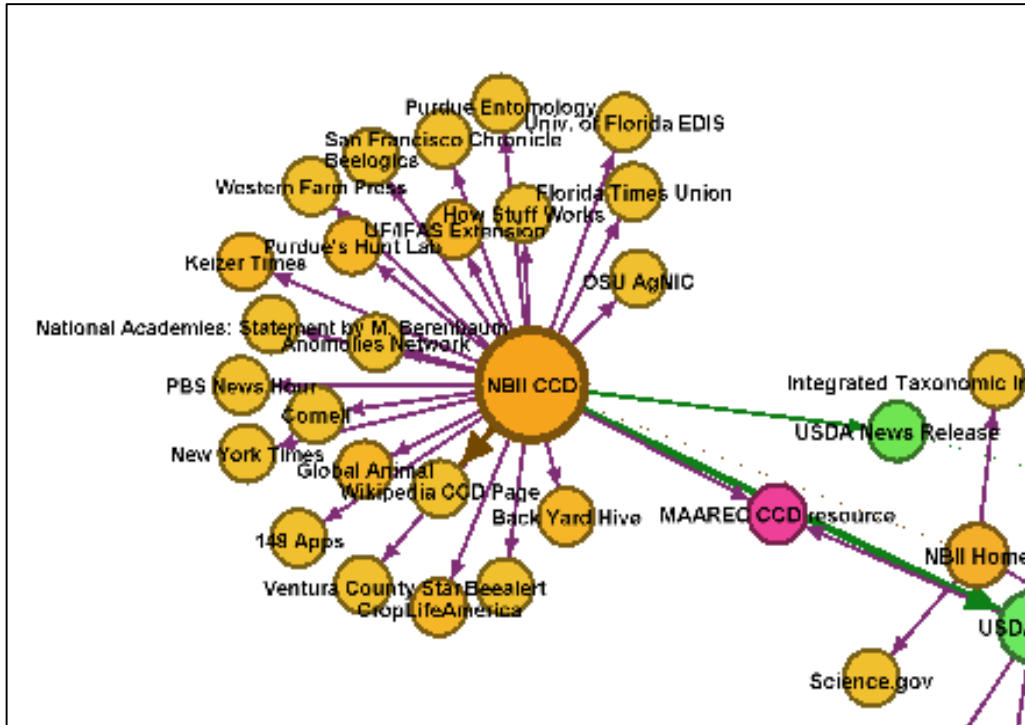 Purdue Entomology
Univ. of Florida EDIS
San Francisco Chronicle
Beelogics
Western Farm Press
Florida Times Union
How Stuff Works
UF/IFAS Extension
Purdue's Hunt Lab
Keizer Times
OSU AgNIC
National Academies: Statement by M. Berenbaum
Anomolies Network
PBS News Hour
NBII CCD
Integrated Taxonomic In
Cornell
USDA News Release
New York Times
Global Animal
Wikipedia CCD Page
Back Yard Hive
MAAREC CCD resource
149 Apps
NBII Home
Ventura County Star
Beealert
CropLifeAmerica
USDA
Science.gov